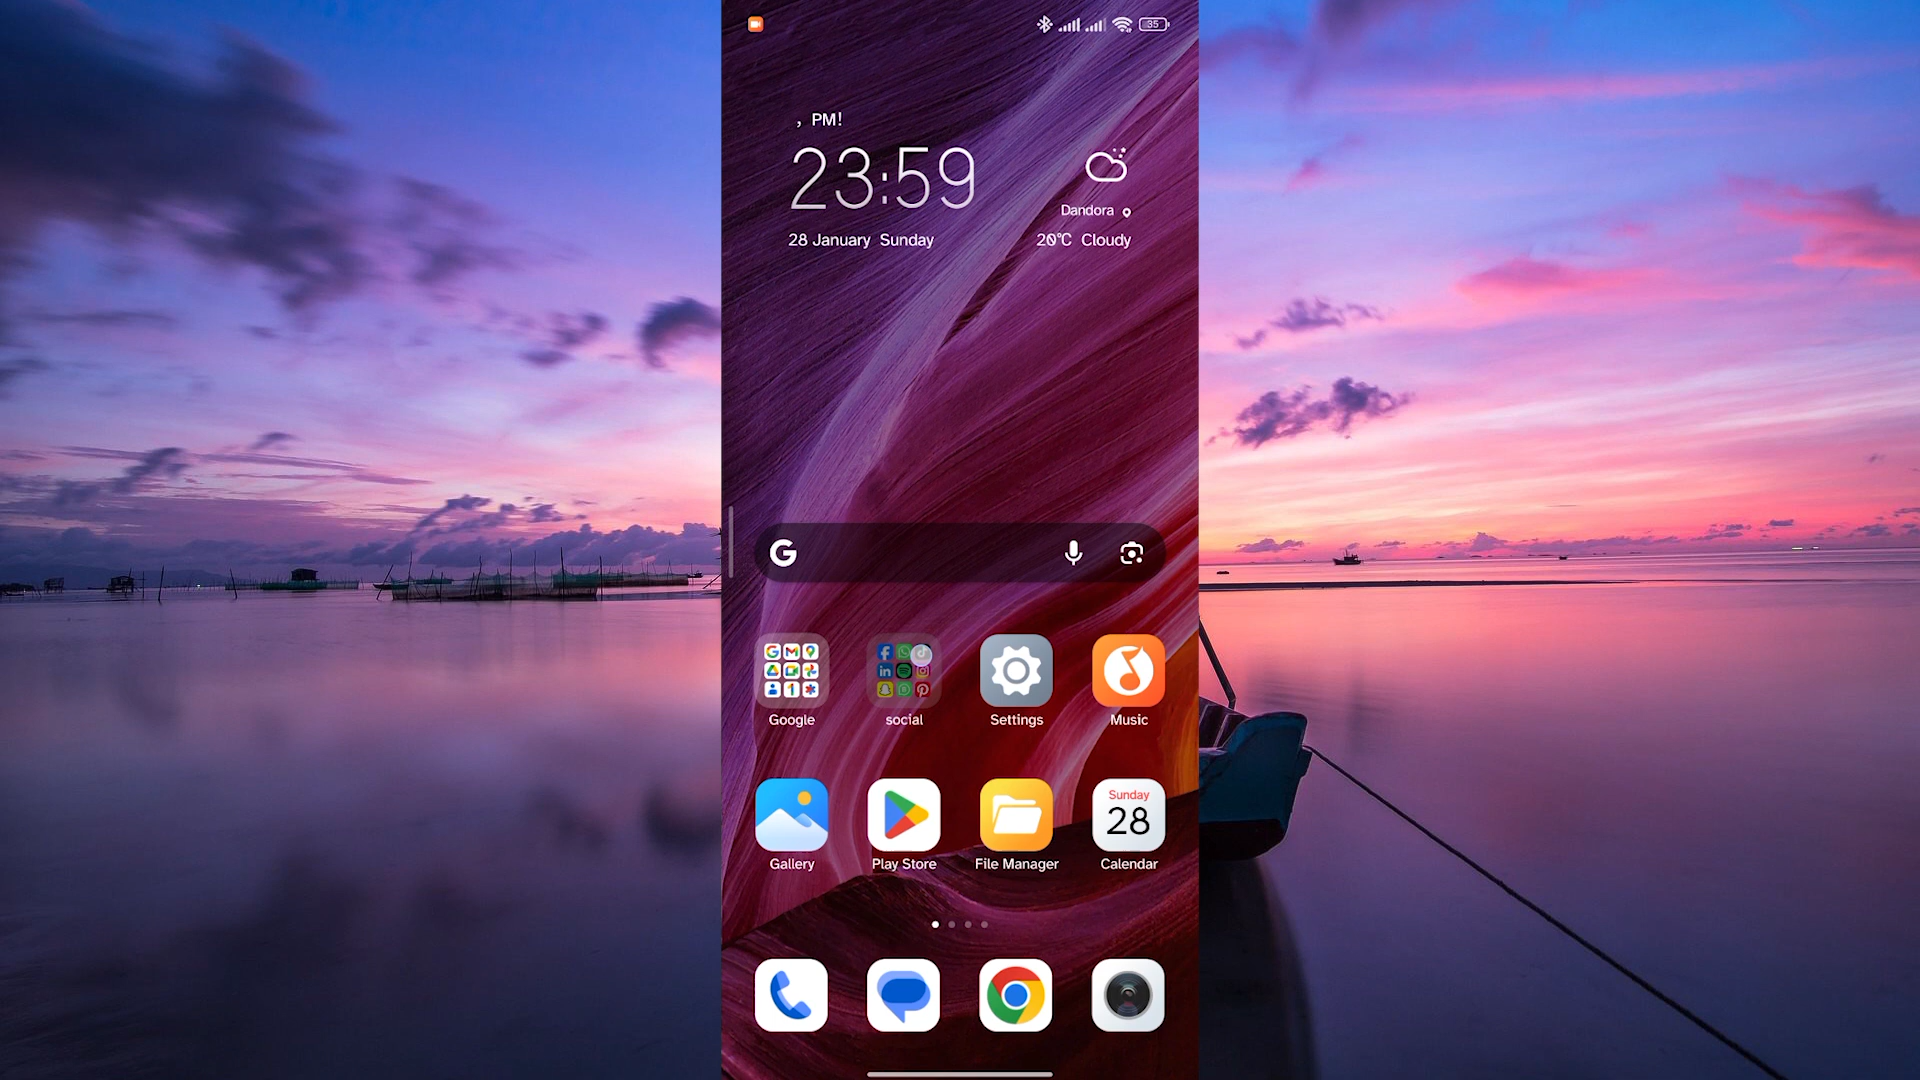 35
, PM!
23:59
Dandora
28 January Sunday
20℃ Cloudy
G
Google
social
Settings
Music
Sunday
28
Gallery
Play Store
File Manager
Calendar